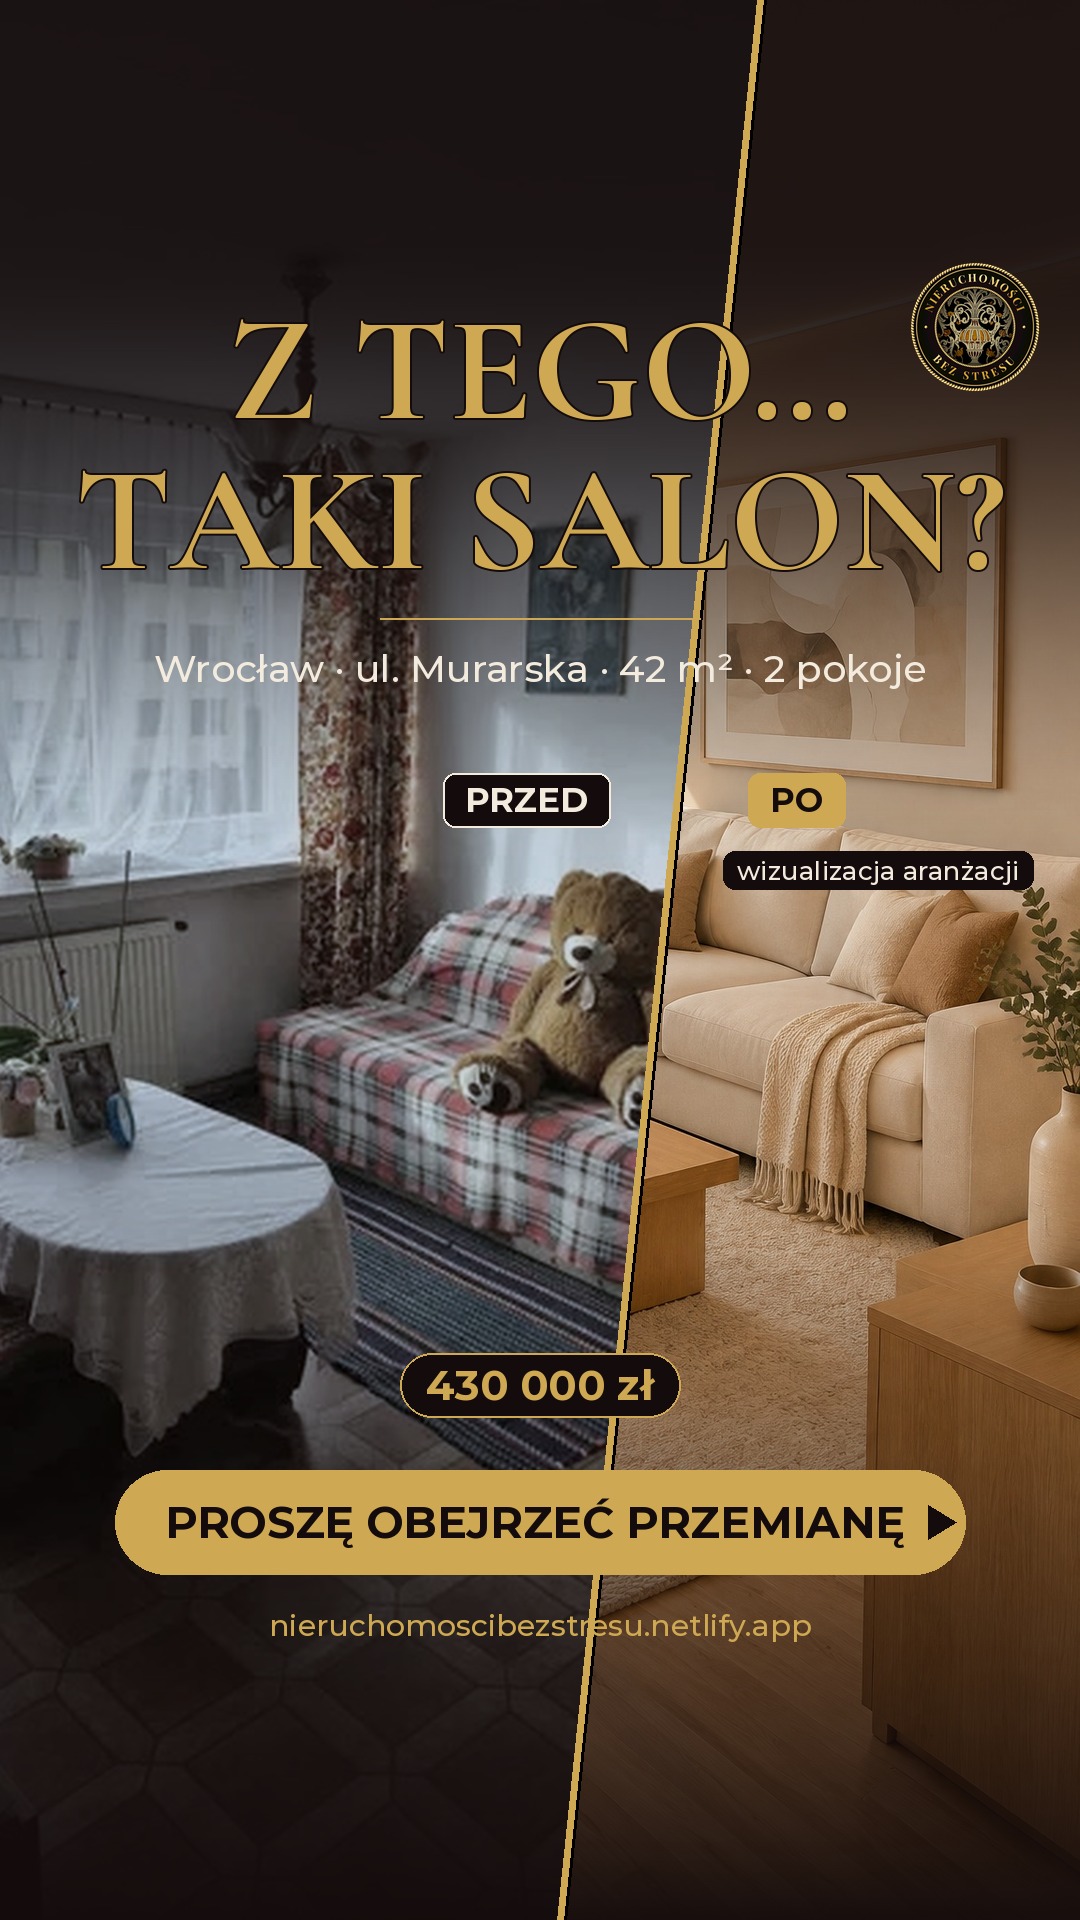 NIERUCHOMOŚCI
BEZ STRESU
Z TEGO...
TAKI SALON?
Wrocław · ul. Murarska · 42 m² · 2 pokoje
PRZED
PO
wizualizacja aranżacji
430 000 zł
PROSZĘ OBEJRZEĆ PRZEMIANĘ ▶
nieruchomoscibezstresu.netlify.app